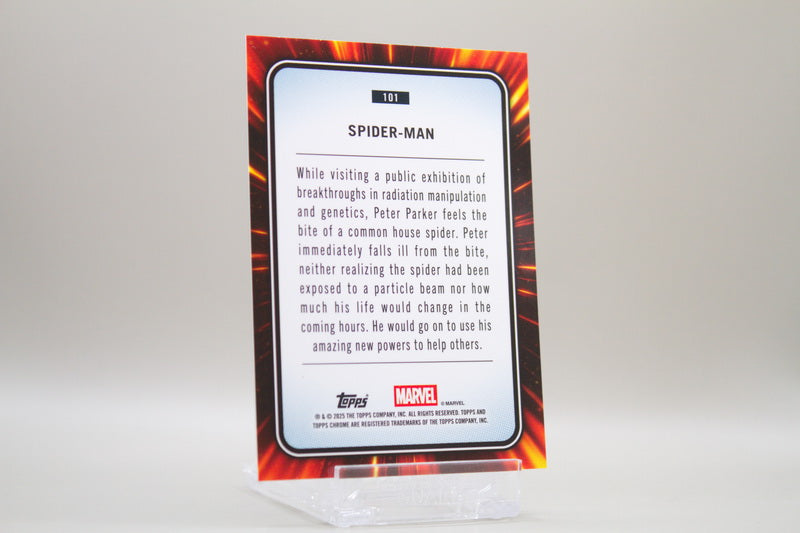 101
SPIDER-MAN
While visiting a public exhibition of
breakthroughs in radiation manipulation
and genetics, Peter Parker feels the
bite of a common house spider. Peter
immediately falls ill from the bite,
neither realizing the spider had been
exposed to a particle beam nor how
much his life would change in the
coming hours. He would go on to use his
amazing new powers to help others.
Topps MARVEL © MARVEL
℗ & © 2025 THE TOPPS COMPANY, INC. ALL RIGHTS RESERVED. TOPPS AND
TOPPS CHROME ARE REGISTERED TRADEMARKS OF THE TOPPS COMPANY, INC.